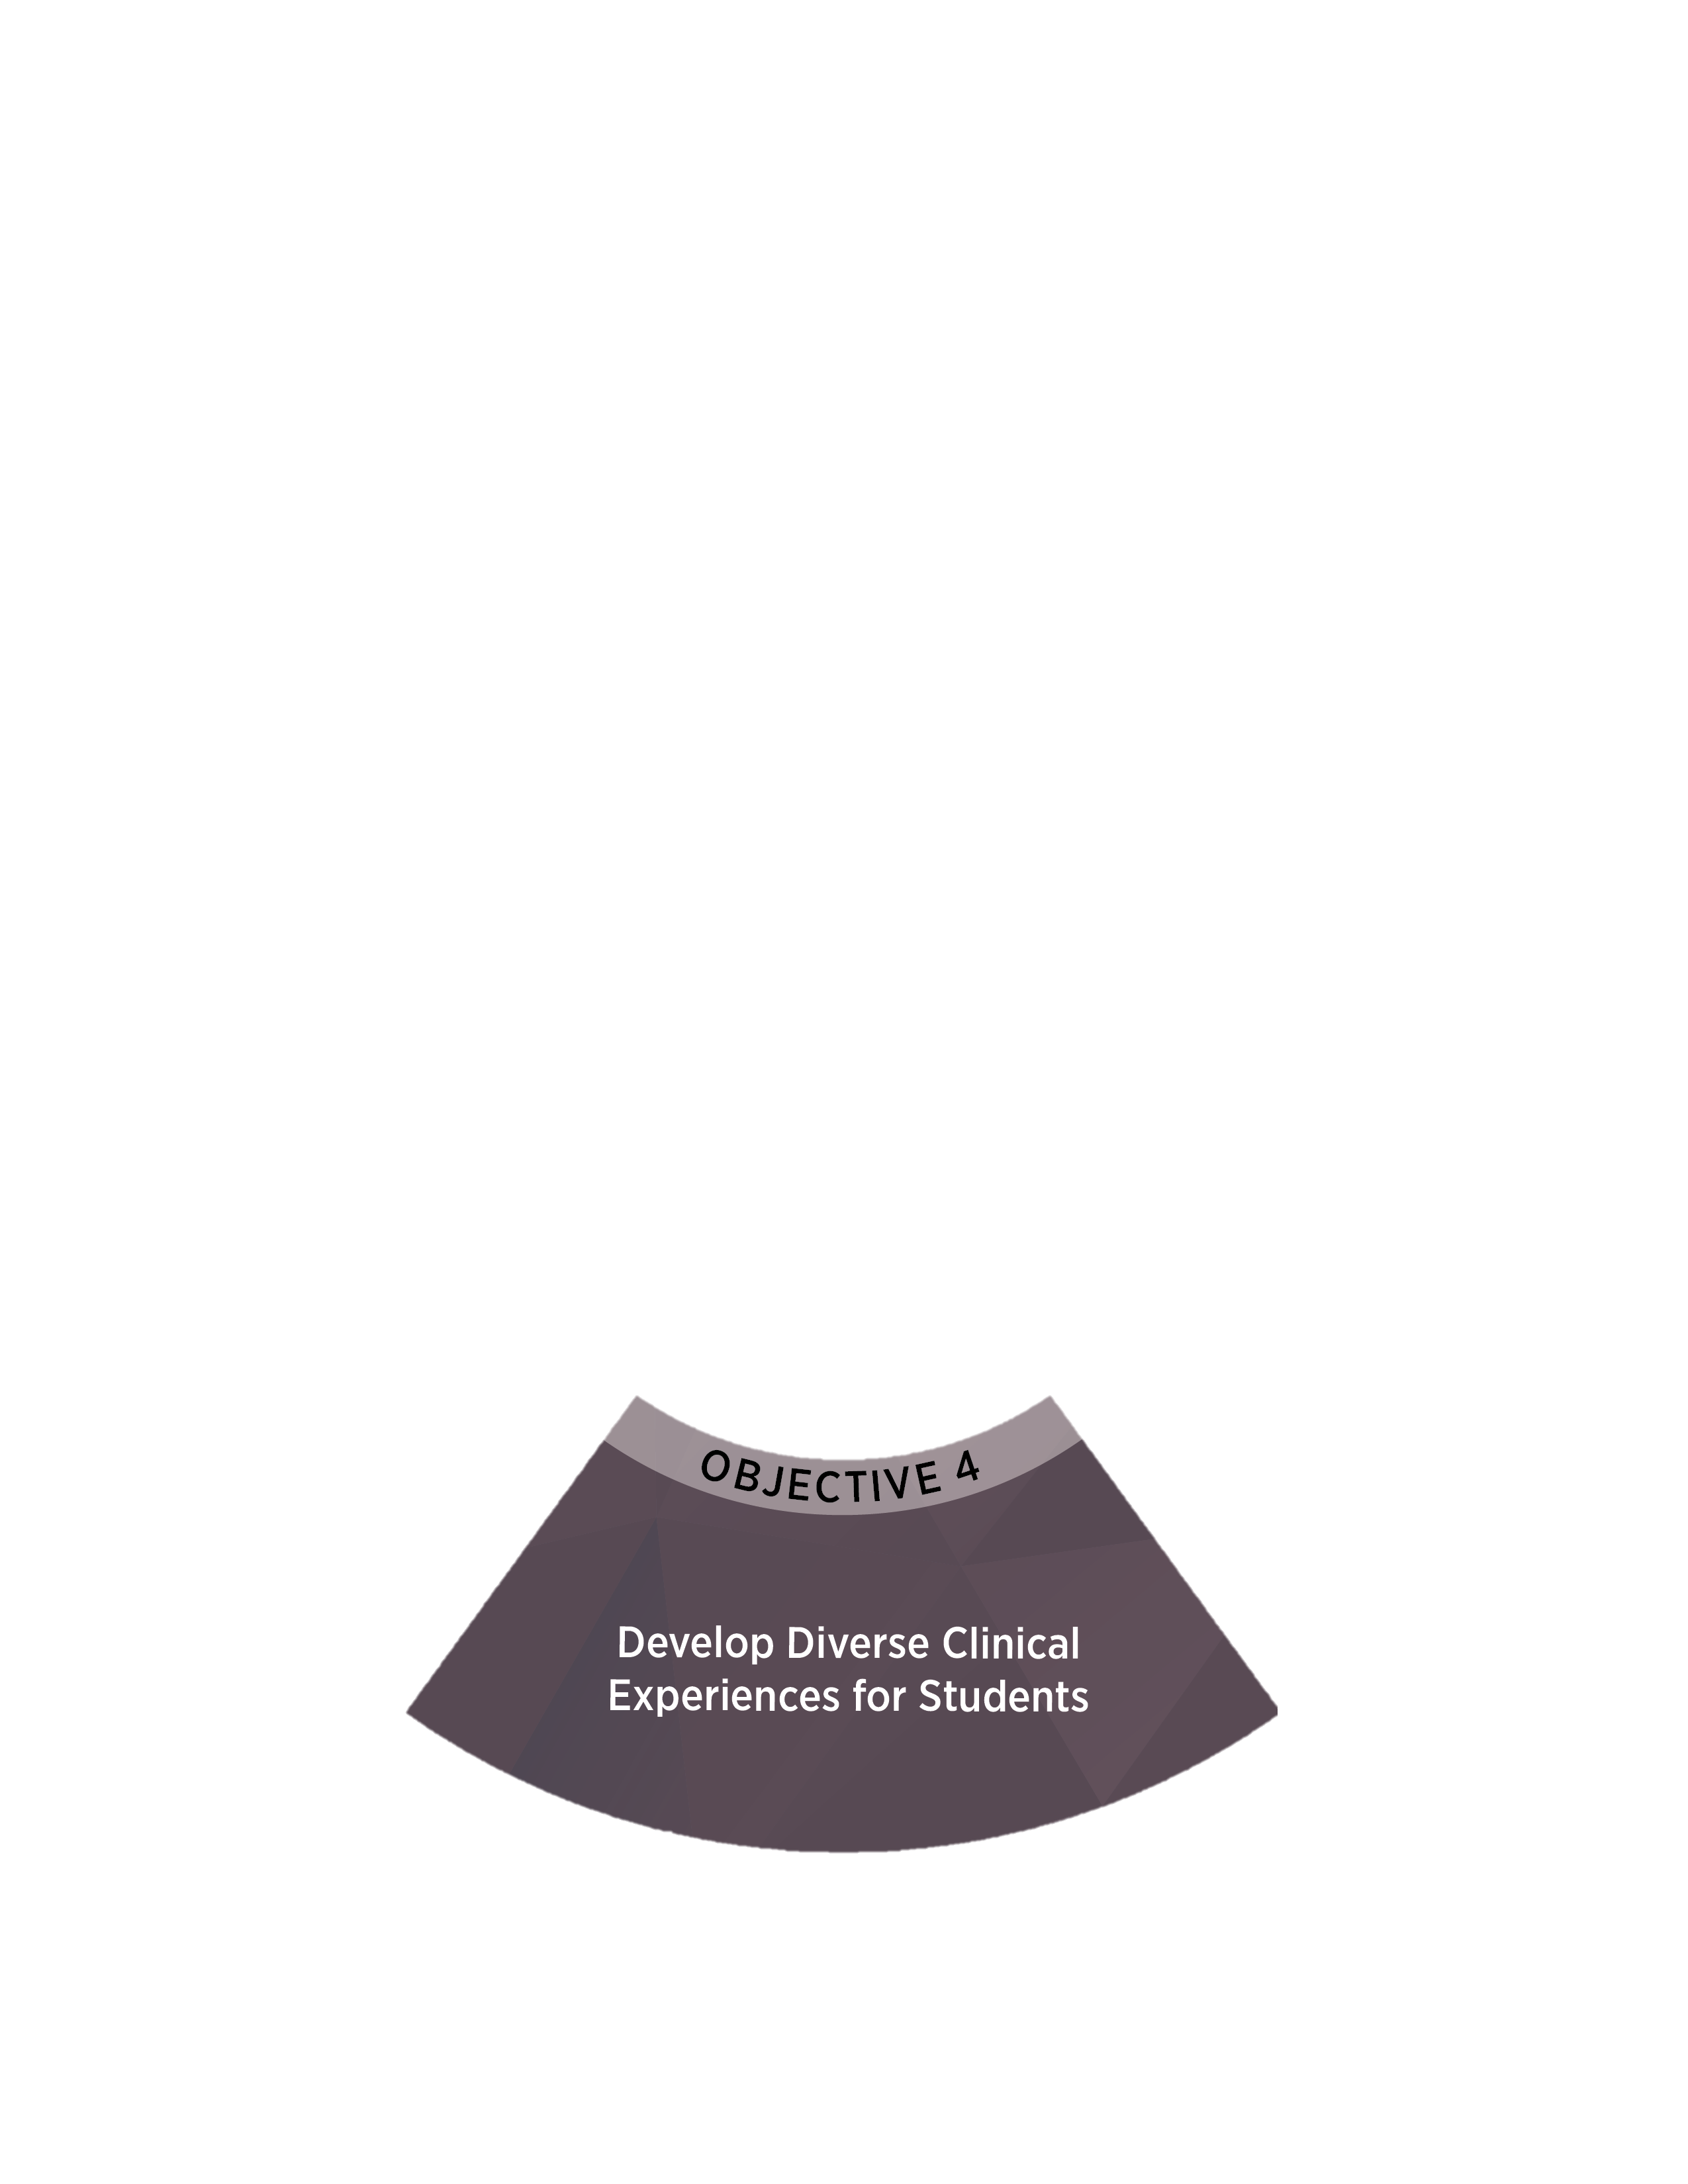 OBJECTIVE 4
Develop Diverse Clinical
Experiences for Students